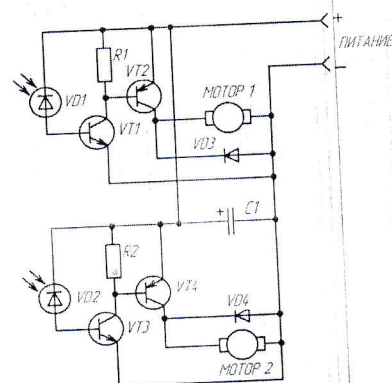 +
ПИТАНИЕ
−
R1
VT2
МОТОР 1
VD1
VT1
VD3
+ C1
R2
VT4
VD4
VD2
VT3
МОТОР 2